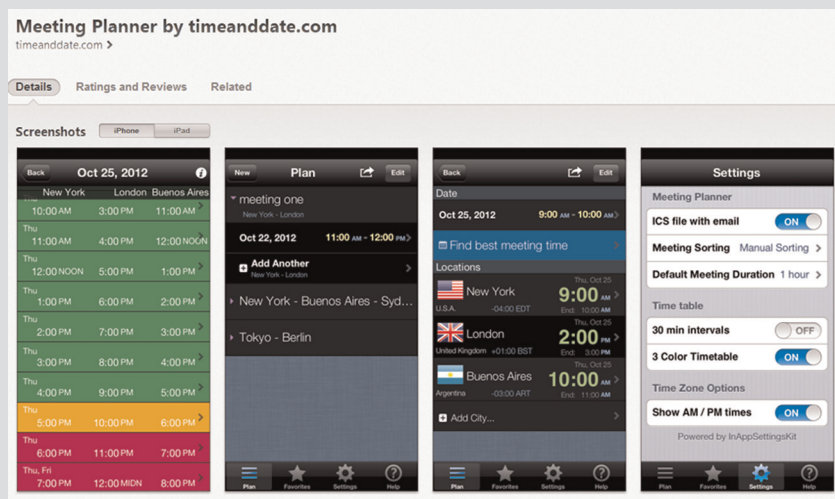 Meeting Planner by timeanddate.com
timeanddate.com >
Details Ratings and Reviews Related
Screenshots iPhone iPad
Back Oct 25, 2012
New York London Buenos Aires
Thu
10:00 AM 3:00 PM 11:00 AM
Thu
11:00 AM 4:00 PM 12:00 NOON
Thu
12:00 NOON 5:00 PM 1:00 PM
Thu
1:00 PM 6:00 PM 2:00 PM
Thu
2:00 PM 7:00 PM 3:00 PM
Thu
3:00 PM 8:00 PM 4:00 PM
Thu
4:00 PM 9:00 PM 5:00 PM
Thu
5:00 PM 10:00 PM 6:00 PM
Thu
6:00 PM 11:00 PM 7:00 PM
Thu, Fri
7:00 PM 12:00 MIDN 8:00 PM
New Plan Edit
meeting one
New York - London
Oct 22, 2012 11:00 AM - 12:00 PM
Add Another
New York - London
New York - Buenos Aires - Syd...
Tokyo - Berlin
Plan Favorites Settings Help
Back Edit
Date
Oct 25, 2012 9:00 AM - 10:00 AM
Find best meeting time
Locations
Thu, Oct 25
New York 9:00 AM
U.S.A. -04:00 EDT End: 10:00 AM
Thu, Oct 25
London 2:00 PM
United Kingdom +01:00 BST End: 3:00 PM
Thu, Oct 25
Buenos Aires 10:00 AM
Argentina -03:00 ART End: 11:00 AM
Add City...
Plan Favorites Settings Help
Settings
Meeting Planner
ICS file with email ON
Meeting Sorting Manual Sorting
Default Meeting Duration 1 hour
Time table
30 min intervals OFF
3 Color Timetable ON
Time Zone Options
Show AM / PM times ON
Powered by InAppSettingsKit
Plan Favorites Settings Help